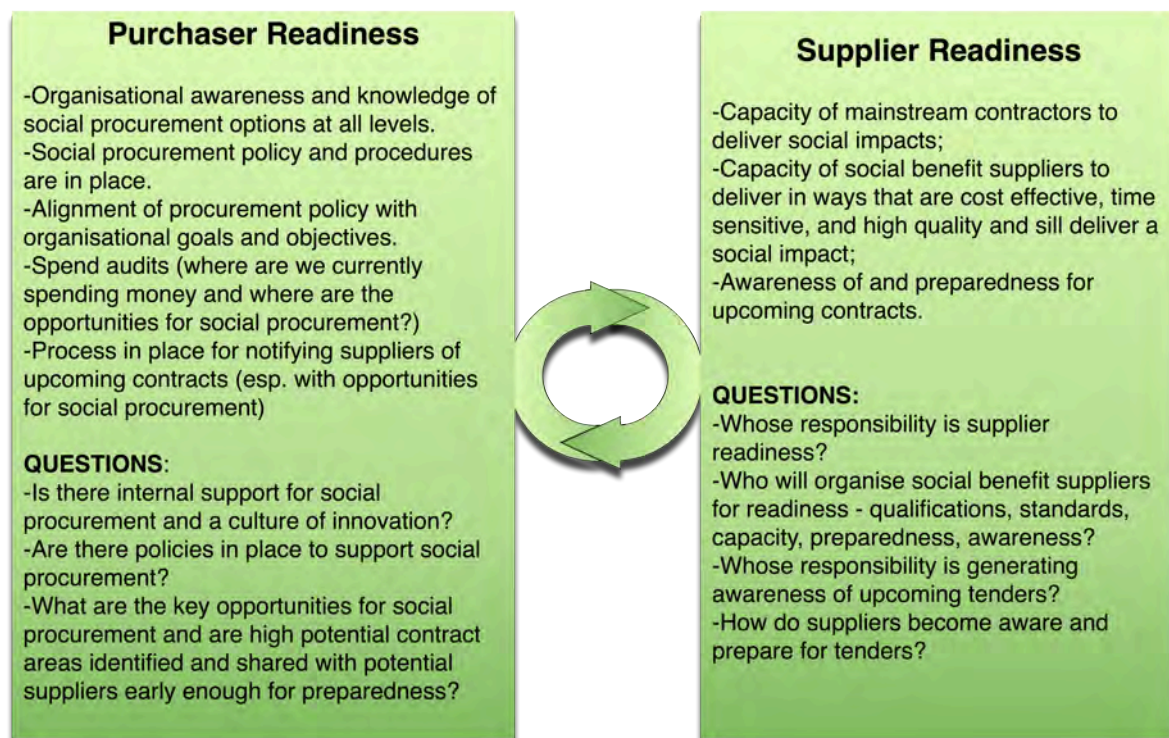 Purchaser Readiness
-Organisational awareness and knowledge of
social procurement options at all levels.
-Social procurement policy and procedures
are in place.
-Alignment of procurement policy with
organisational goals and objectives.
-Spend audits (where are we currently
spending money and where are the
opportunities for social procurement?)
-Process in place for notifying suppliers of
upcoming contracts (esp. with opportunities
for social procurement)
QUESTIONS:
-Is there internal support for social
procurement and a culture of innovation?
-Are there policies in place to support social
procurement?
-What are the key opportunities for social
procurement and are high potential contract
areas identified and shared with potential
suppliers early enough for preparedness?
Supplier Readiness
-Capacity of mainstream contractors to
deliver social impacts;
-Capacity of social benefit suppliers to
deliver in ways that are cost effective, time
sensitive, and high quality and sill deliver a
social impact;
-Awareness of and preparedness for
upcoming contracts.
QUESTIONS:
-Whose responsibility is supplier
readiness?
-Who will organise social benefit suppliers
for readiness - qualifications, standards,
capacity, preparedness, awareness?
-Whose responsibility is generating
awareness of upcoming tenders?
-How do suppliers become aware and
prepare for tenders?